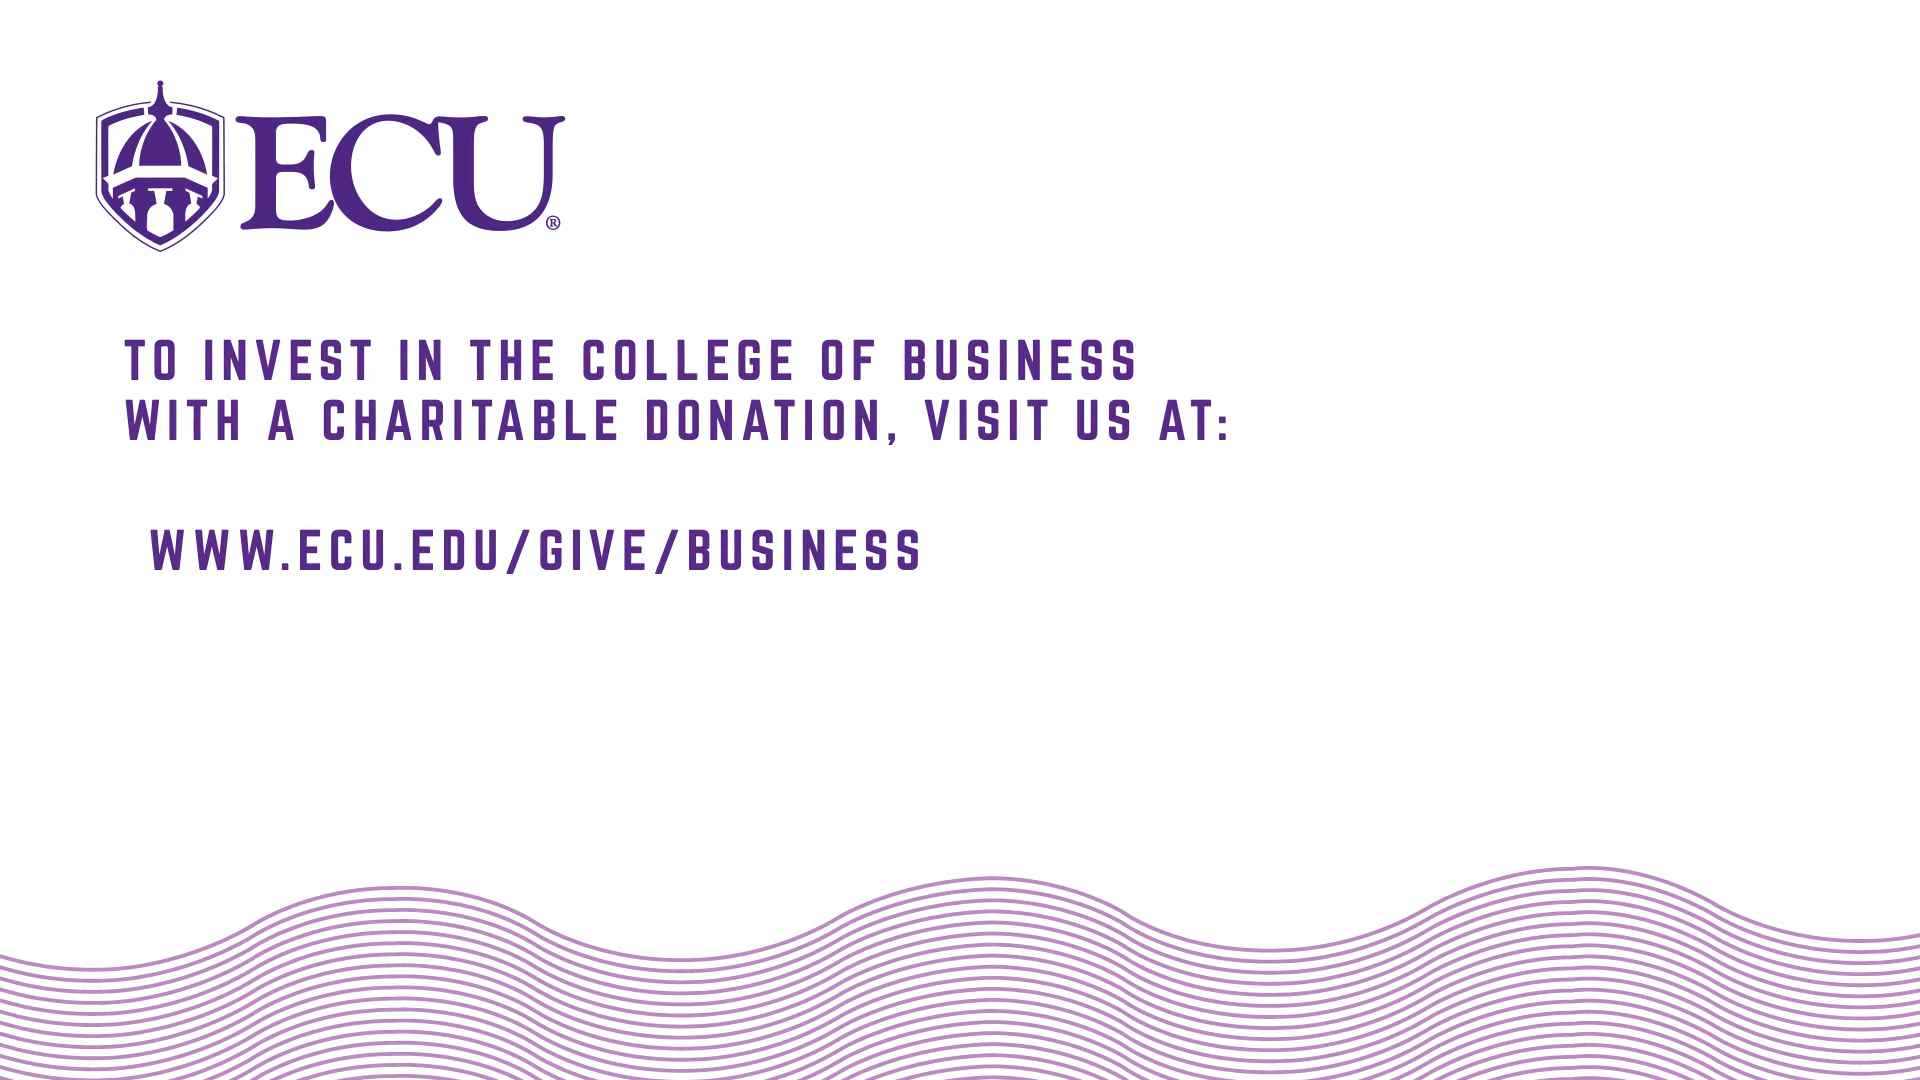 ECU®
TO INVEST IN THE COLLEGE OF BUSINESS
WITH A CHARITABLE DONATION, VISIT US AT:
WWW.ECU.EDU/GIVE/BUSINESS